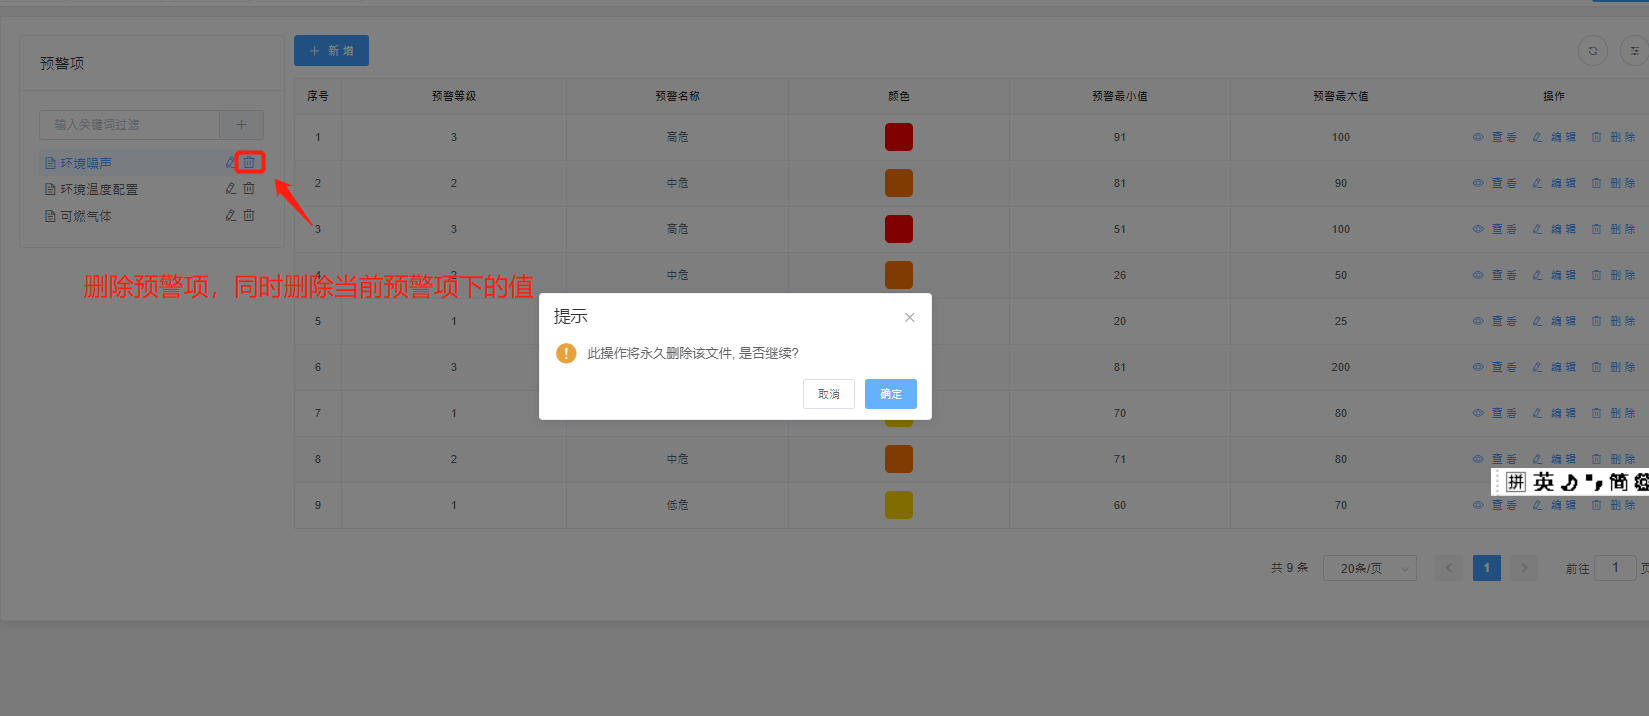 预警项
新 增
输入关键词过滤
环境噪声
环境温度配置
可燃气体
删除预警项，同时删除当前预警项下的值
序号 预警等级 预警名称 颜色 预警最小值 预警最大值 操作
1 3 高危 91 100 查 看 编 辑 删 除
2 2 中危 81 90 查 看 编 辑 删 除
3 3 高危 51 100 查 看 编 辑 删 除
4 2 中危 26 50 查 看 编 辑 删 除
5 1 20 25 查 看 编 辑 删 除
6 3 81 200 查 看 编 辑 删 除
7 1 70 80 查 看 编 辑 删 除
8 2 中危 71 80 查 看 编 辑 删 除
9 1 低危 60 70 查 看 编 辑 删 除
提示
此操作将永久删除该文件, 是否继续?
取消 确定
拼 英 简
共 9 条 20条/页 1 前往 1 页